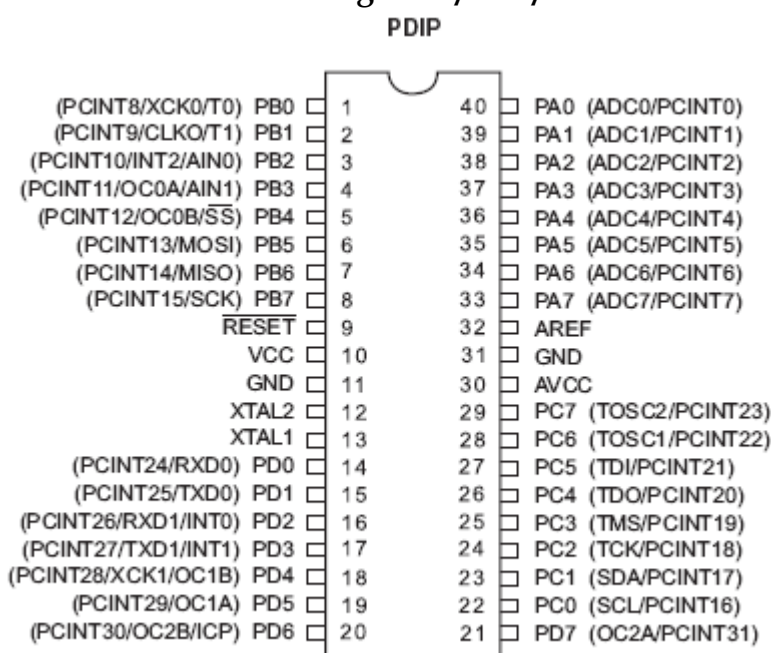 PDIP
(PCINT8/XCK0/T0) PB0 1 40 PA0 (ADC0/PCINT0)
(PCINT9/CLKO/T1) PB1 2 39 PA1 (ADC1/PCINT1)
(PCINT10/INT2/AIN0) PB2 3 38 PA2 (ADC2/PCINT2)
(PCINT11/OC0A/AIN1) PB3 4 37 PA3 (ADC3/PCINT3)
(PCINT12/OC0B/SS) PB4 5 36 PA4 (ADC4/PCINT4)
(PCINT13/MOSI) PB5 6 35 PA5 (ADC5/PCINT5)
(PCINT14/MISO) PB6 7 34 PA6 (ADC6/PCINT6)
(PCINT15/SCK) PB7 8 33 PA7 (ADC7/PCINT7)
RESET 9 32 AREF
VCC 10 31 GND
GND 11 30 AVCC
XTAL2 12 29 PC7 (TOSC2/PCINT23)
XTAL1 13 28 PC6 (TOSC1/PCINT22)
(PCINT24/RXD0) PD0 14 27 PC5 (TDI/PCINT21)
(PCINT25/TXD0) PD1 15 26 PC4 (TDO/PCINT20)
(PCINT26/RXD1/INT0) PD2 16 25 PC3 (TMS/PCINT19)
(PCINT27/TXD1/INT1) PD3 17 24 PC2 (TCK/PCINT18)
(PCINT28/XCK1/OC1B) PD4 18 23 PC1 (SDA/PCINT17)
(PCINT29/OC1A) PD5 19 22 PC0 (SCL/PCINT16)
(PCINT30/OC2B/ICP) PD6 20 21 PD7 (OC2A/PCINT31)